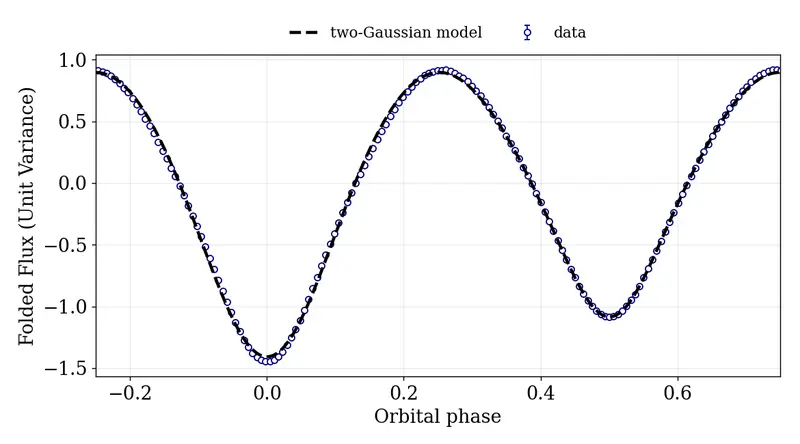 two-Gaussian model data
Folded Flux (Unit Variance)
1.0
0.5
0.0
−0.5
−1.0
−1.5
−0.2 0.0 0.2 0.4 0.6
Orbital phase